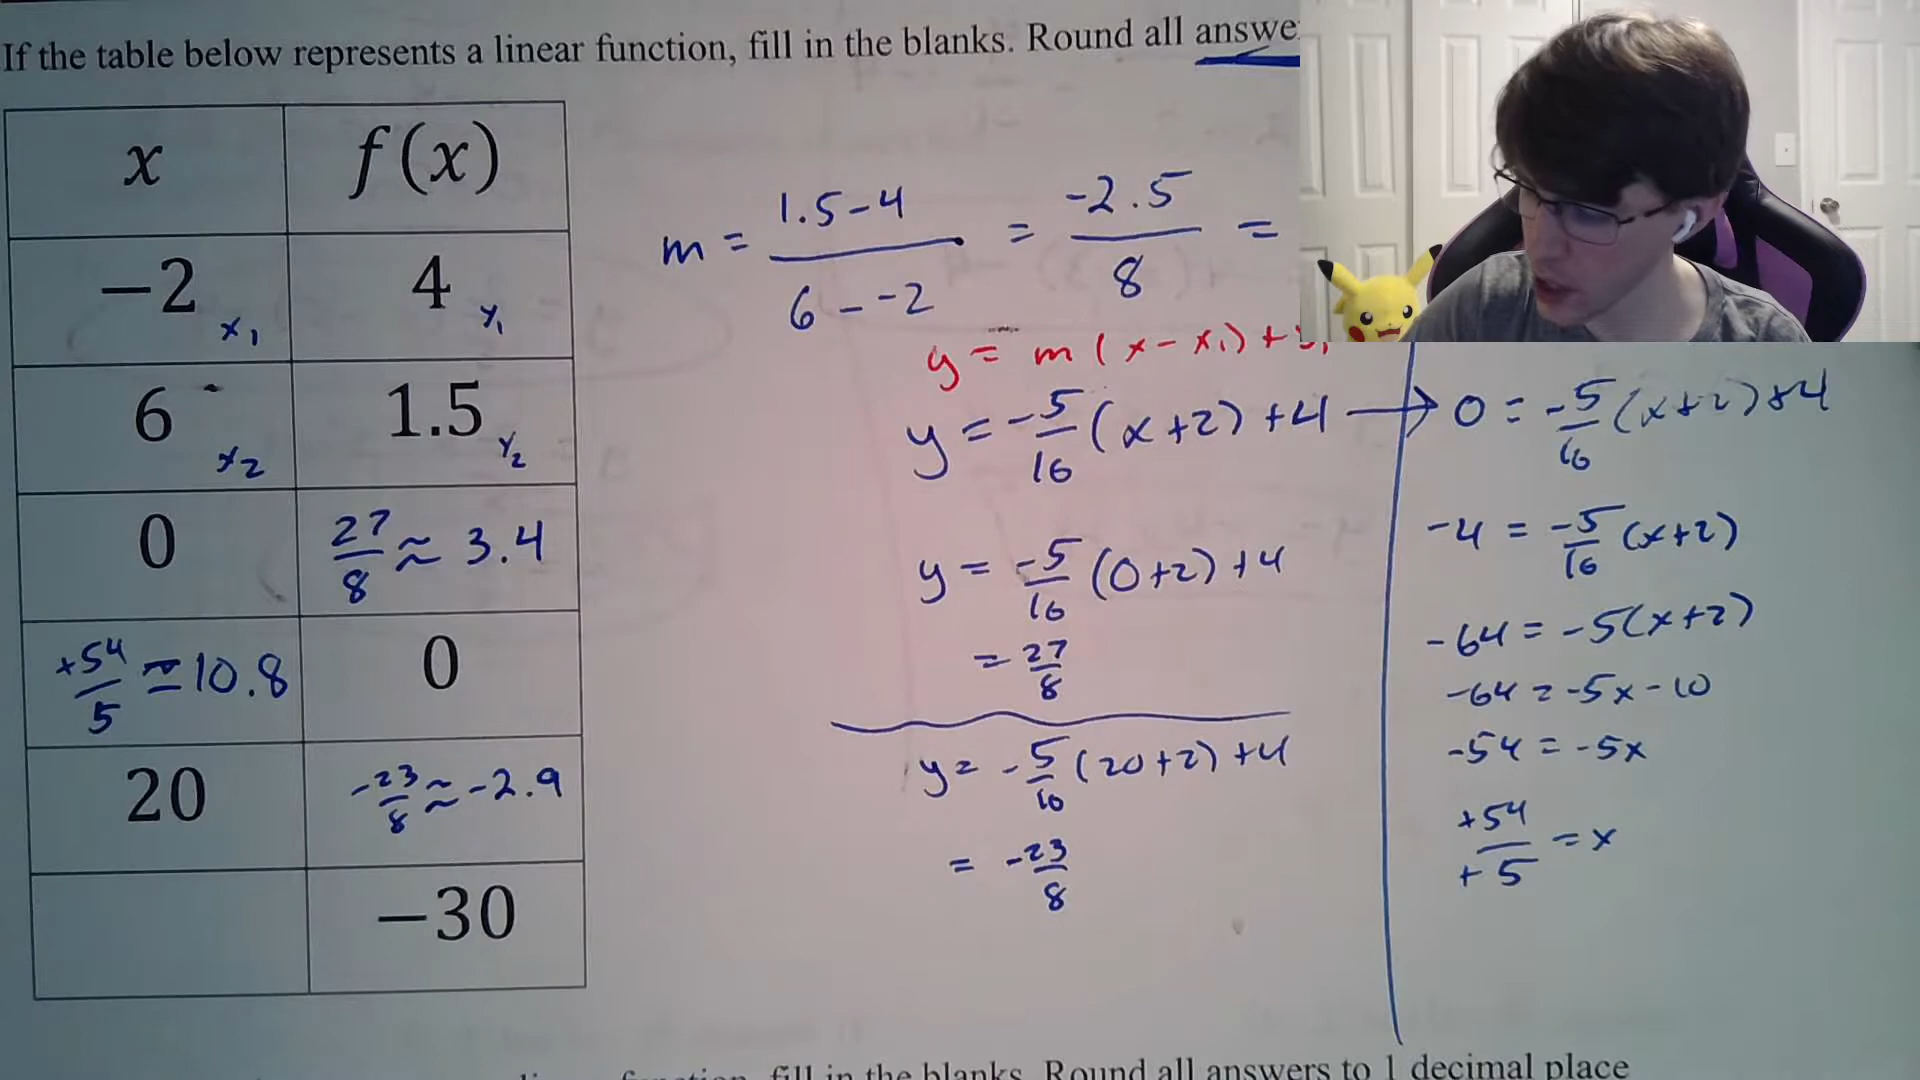 If the table below represents a linear function, fill in the blanks. Round all answe
x f(x)
-2 x₁ 4 y₁
6 x₂ 1.5 y₂
0 27/8 ≈ 3.4
+54/5 ≈ 10.8 0
20 -23/8 ≈ -2.9
-30
m = (1.5-4)/(6--2) = -2.5/8 =
y = m(x-x₁)+
y = -5/16 (x+2)+4 → 0 = -5/16 (x+2)+4
y = -5/16 (0+2)+4
= 27/8
y = -5/16 (20+2)+4
= -23/8
-4 = -5/16 (x+2)
-64 = -5(x+2)
-64 = -5x-10
-54 = -5x
+54/+5 = x
function, fill in the blanks. Round all answers to 1 decimal place